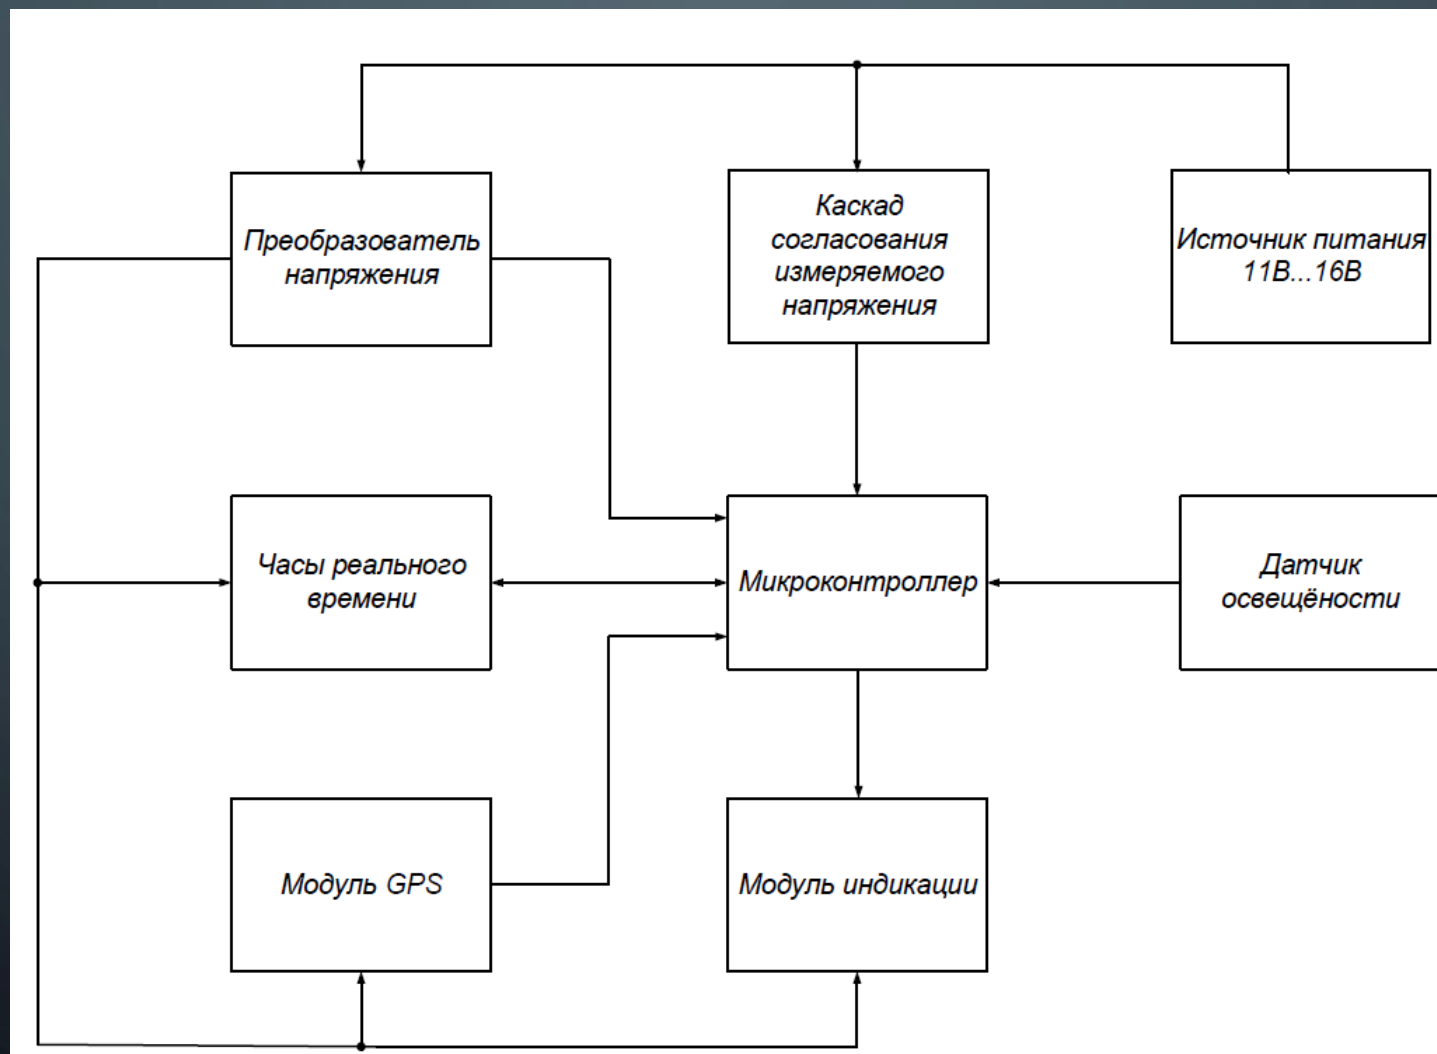 Преобразователь
напряжения
Каскад
согласования
измеряемого
напряжения
Источник питания
11В...16В
Часы реального
времени
Микроконтроллер
Датчик
освещёности
Модуль GPS
Модуль индикации